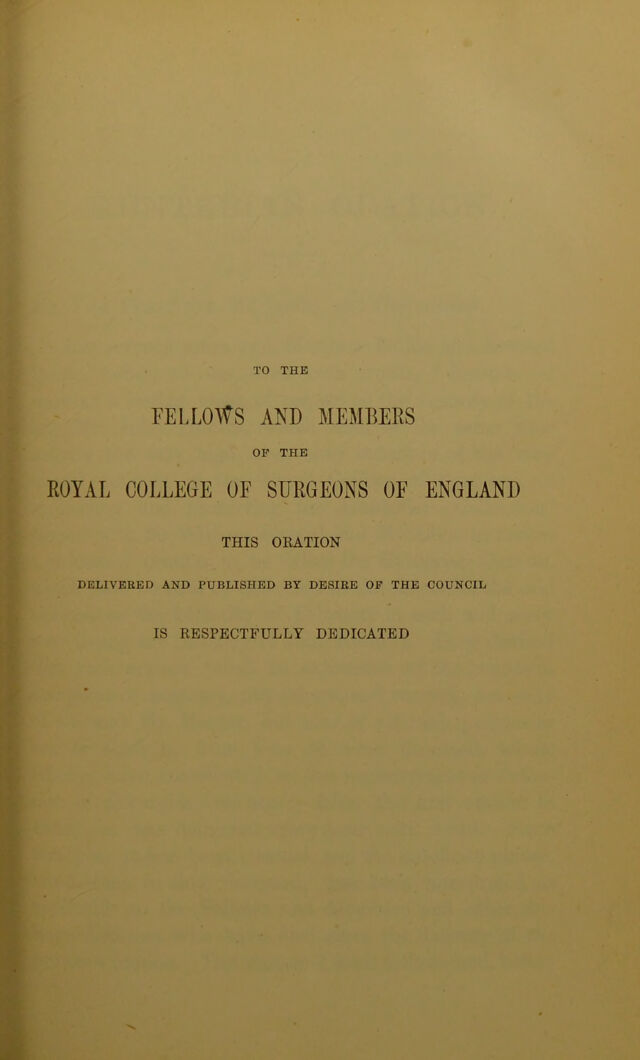 TO THE
FELLOWS AND MEMBERS
OF THE
ROYAL COLLEGE OF SURGEONS OF ENGLAND
THIS ORATION
DELIVERED AND PUBLISHED BY DESIRE OF THE COUNCIL
IS RESPECTFULLY DEDICATED